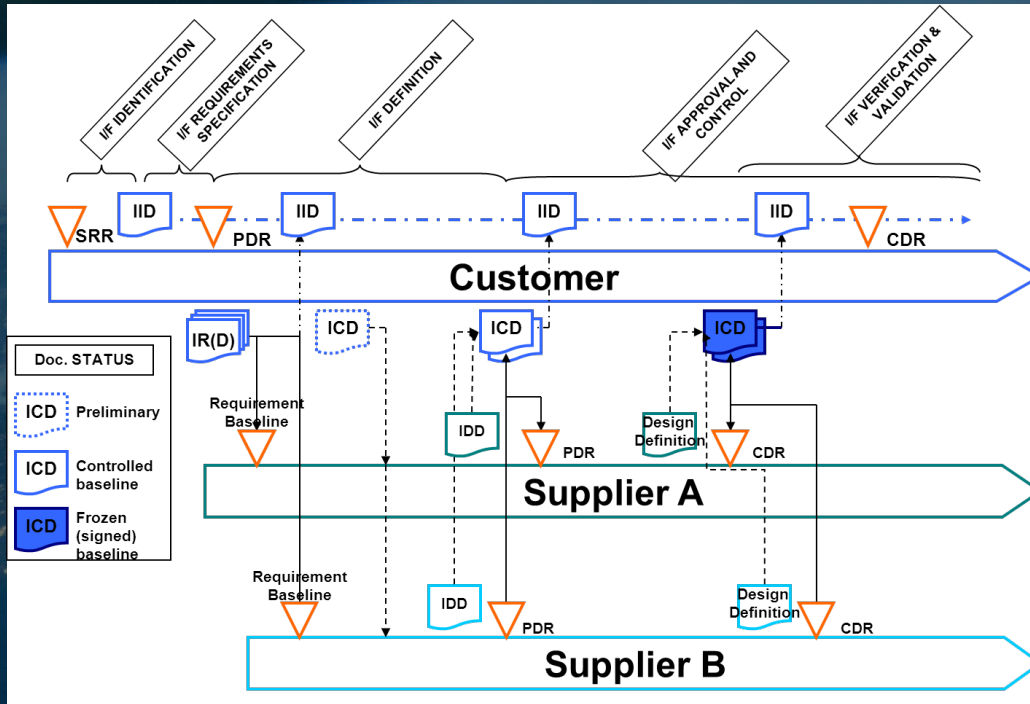 I/F IDENTIFICATION
I/F REQUIREMENTS
SPECIFICATION
I/F DEFINITION
I/F APPROVAL AND
CONTROL
I/F VERIFICATION &
VALIDATION
IID
IID
IID
IID
SRR
PDR
CDR
Customer
IR(D)
ICD
ICD
ICD
Doc. STATUS
ICD
Preliminary
ICD
Controlled
baseline
ICD
Frozen
(signed)
baseline
Requirement
Baseline
IDD
PDR
Design
Definition
CDR
Supplier A
Requirement
Baseline
IDD
PDR
Design
Definition
CDR
Supplier B